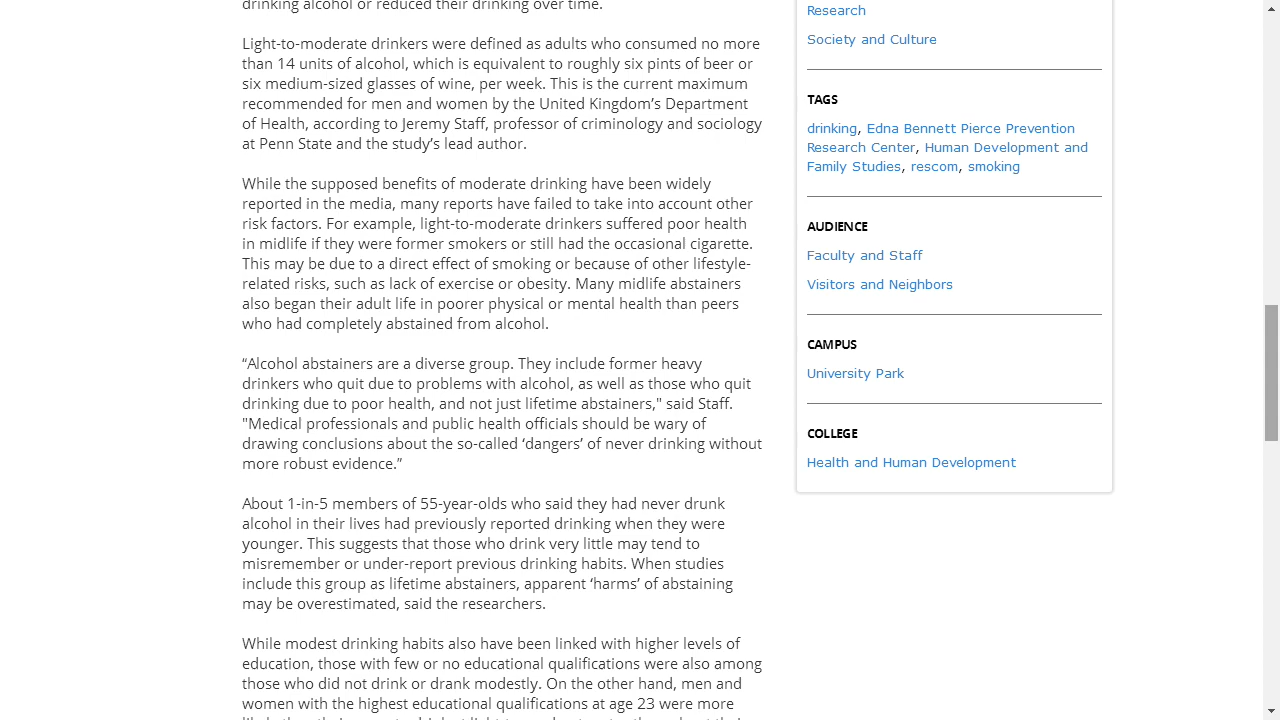 drinking alcohol or reduced their drinking over time.
Light-to-moderate drinkers were defined as adults who consumed no more
than 14 units of alcohol, which is equivalent to roughly six pints of beer or
six medium-sized glasses of wine, per week. This is the current maximum
recommended for men and women by the United Kingdom’s Department
of Health, according to Jeremy Staff, professor of criminology and sociology
at Penn State and the study’s lead author.
While the supposed benefits of moderate drinking have been widely
reported in the media, many reports have failed to take into account other
risk factors. For example, light-to-moderate drinkers suffered poor health
in midlife if they were former smokers or still had the occasional cigarette.
This may be due to a direct effect of smoking or because of other lifestyle-
related risks, such as lack of exercise or obesity. Many midlife abstainers
also began their adult life in poorer physical or mental health than peers
who had completely abstained from alcohol.
“Alcohol abstainers are a diverse group. They include former heavy
drinkers who quit due to problems with alcohol, as well as those who quit
drinking due to poor health, and not just lifetime abstainers," said Staff.
"Medical professionals and public health officials should be wary of
drawing conclusions about the so-called ‘dangers’ of never drinking without
more robust evidence.”
About 1-in-5 members of 55-year-olds who said they had never drunk
alcohol in their lives had previously reported drinking when they were
younger. This suggests that those who drink very little may tend to
misremember or under-report previous drinking habits. When studies
include this group as lifetime abstainers, apparent ‘harms’ of abstaining
may be overestimated, said the researchers.
While modest drinking habits also have been linked with higher levels of
education, those with few or no educational qualifications were also among
those who did not drink or drank modestly. On the other hand, men and
women with the highest educational qualifications at age 23 were more
Research
Society and Culture
TAGS
drinking, Edna Bennett Pierce Prevention
Research Center, Human Development and
Family Studies, rescom, smoking
AUDIENCE
Faculty and Staff
Visitors and Neighbors
CAMPUS
University Park
COLLEGE
Health and Human Development